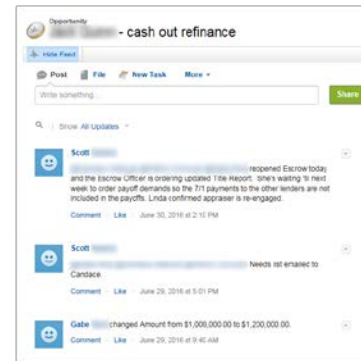 Opportunity
- cash out refinance
Hide Feed
Post File New Task More
Write something...
Share
Show All Updates
Scott
reopened Escrow today
and the Escrow Officer is ordering updated Title Report. She's waiting 'til next
week to order payoff demands so the 7/1 payments to the other lenders are not
included in the payoffs. Linda confirmed appraiser is re-engaged.
Comment · Like · June 30, 2016 at 2:10 PM
Scott
Needs list emailed to
Candace
Comment · Like · June 29, 2016 at 5:01 PM
Gabe changed Amount from $1,000,000.00 to $1,200,000.00.
Comment · Like · June 29, 2016 at 9:40 AM